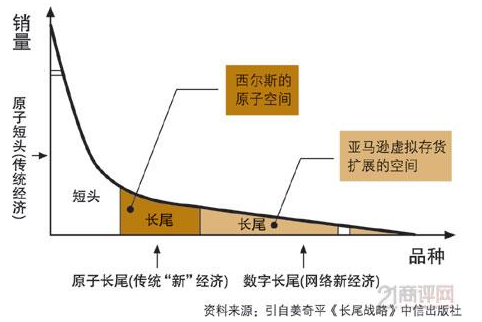 销量
西尔斯的
原子空间
原子短头(传统经济)
亚马逊虚拟存货
扩展的空间
短头
长尾
长尾
品种
原子长尾(传统“新”经济)
数字长尾(网络新经济)
21商评网
资料来源：引自姜奇平《长尾战略》中信出版社